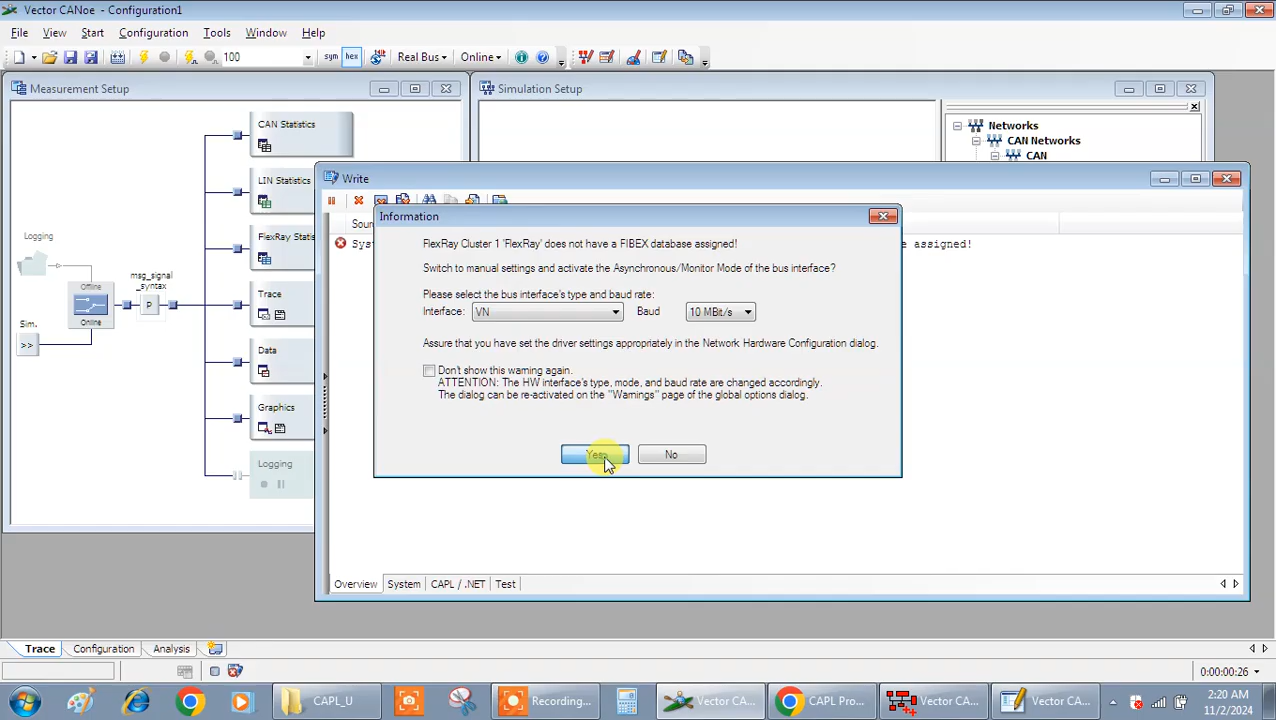 Vector CANoe - Configuration1
File View Start Configuration Tools Window Help
100 sym hex Real Bus Online
Measurement Setup
Simulation Setup
CAN Statistics
Networks
CAN Networks
CAN
LIN Statistics
Write
FlexRay Stati
Logging
msg_signal
_syntax
Offline
Online
P
Sim.
>>
Trace
Data
Graphics
Logging
Sourc
Sys
e assigned!
Information
FlexRay Cluster 1 'FlexRay' does not have a FIBEX database assigned!
Switch to manual settings and activate the Asynchronous/Monitor Mode of the bus interface?
Please select the bus interface's type and baud rate:
Interface: VN Baud 10 MBit/s
Assure that you have set the driver settings appropriately in the Network Hardware Configuration dialog.
Don't show this warning again.
ATTENTION: The HW interface's type, mode, and baud rate are changed accordingly.
The dialog can be re-activated on the "Warnings" page of the global options dialog.
Yes No
Overview System CAPL / .NET Test
Trace Configuration Analysis
0:00:00:26
CAPL_U Recording... Vector CA... CAPL Pro... Vector CA... Vector CA...
2:20 AM
11/2/2024